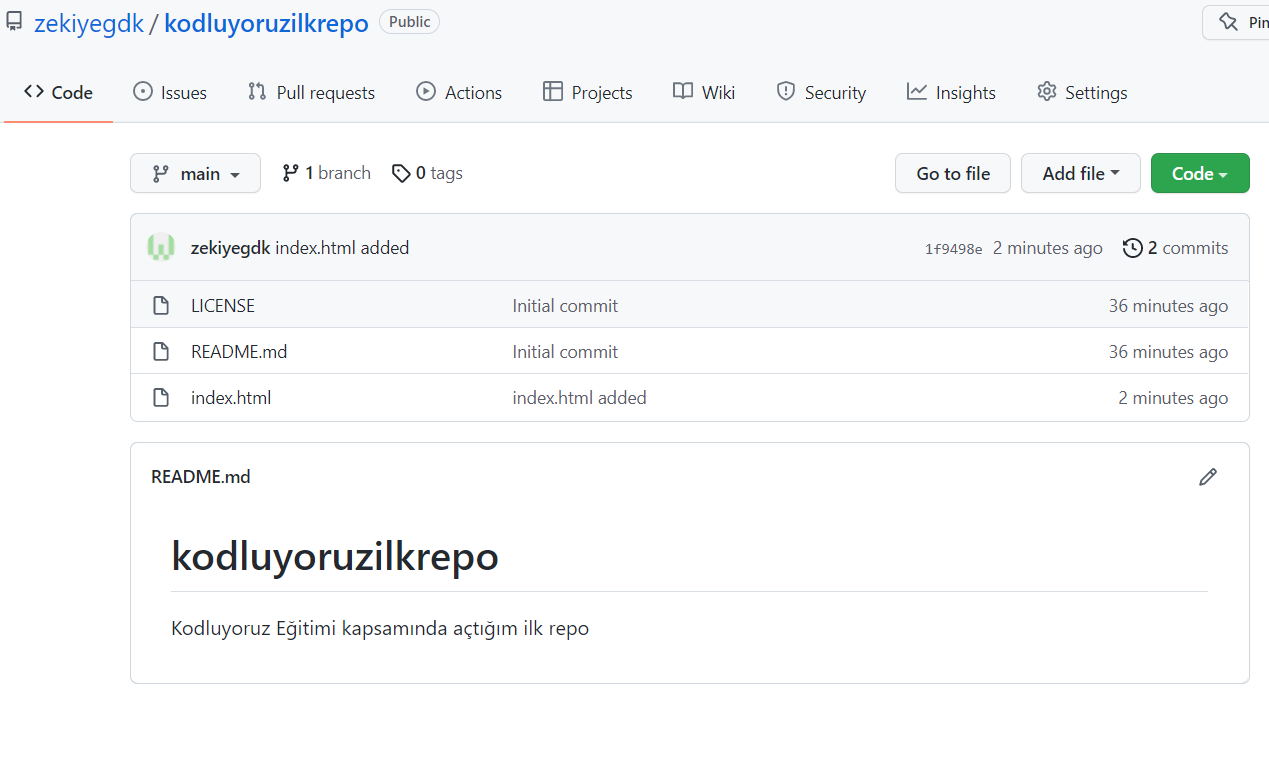 zekiyegdk / kodluyoruzilkrepo Public
Code Issues Pull requests Actions Projects Wiki Security Insights Settings
main 1 branch 0 tags Go to file Add file Code
zekiyegdk index.html added 1f9498e 2 minutes ago 2 commits
LICENSE Initial commit 36 minutes ago
README.md Initial commit 36 minutes ago
index.html index.html added 2 minutes ago
README.md
kodluyoruzilkrepo
Kodluyoruz Eğitimi kapsamında açtığım ilk repo